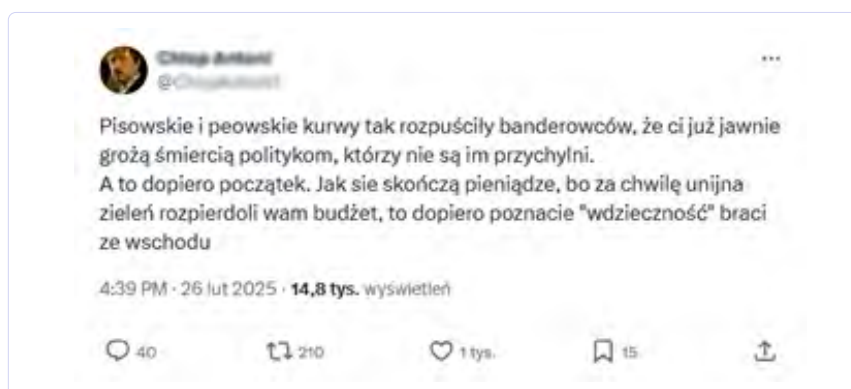 Pisowskie i peowskie kurwy tak rozpuściły banderowców, że ci już jawnie
grożą śmiercią politykom, którzy nie są im przychylni.
A to dopiero początek. Jak sie skończą pieniądze, bo za chwilę unijna
zieleń rozpierdoli wam budżet, to dopiero poznacie "wdzieczność" braci
ze wschodu
4:39 PM · 26 lut 2025 · 14,8 tys. wyświetleń
40 210 1 tys. 15